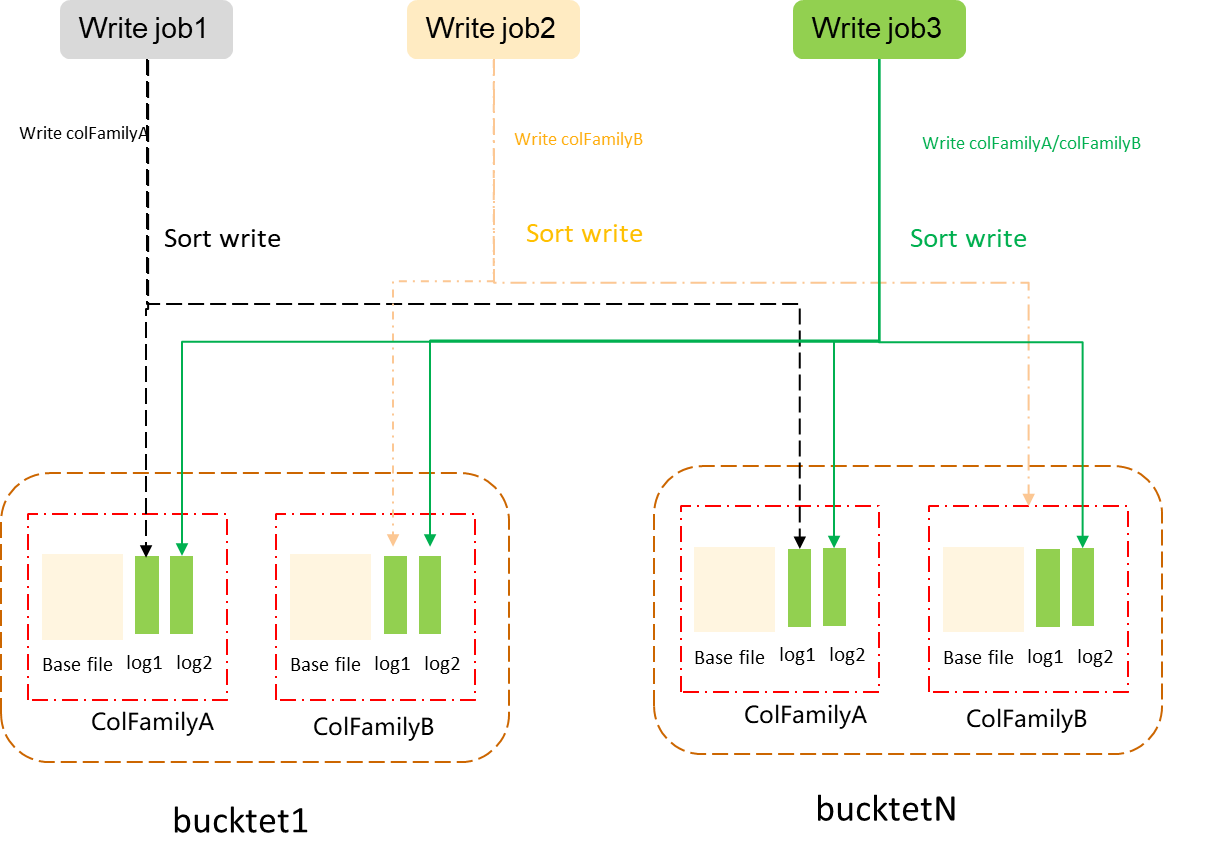 Write job1
Write job2
Write job3
Write colFamilyA
Write colFamilyB
Write colFamilyA/colFamilyB
Sort write
Sort write
Sort write
Base file
log1
log2
ColFamilyA
Base file
log1
log2
ColFamilyB
bucktet1
Base file
log1
log2
ColFamilyA
Base file
log1
log2
ColFamilyB
bucktetN